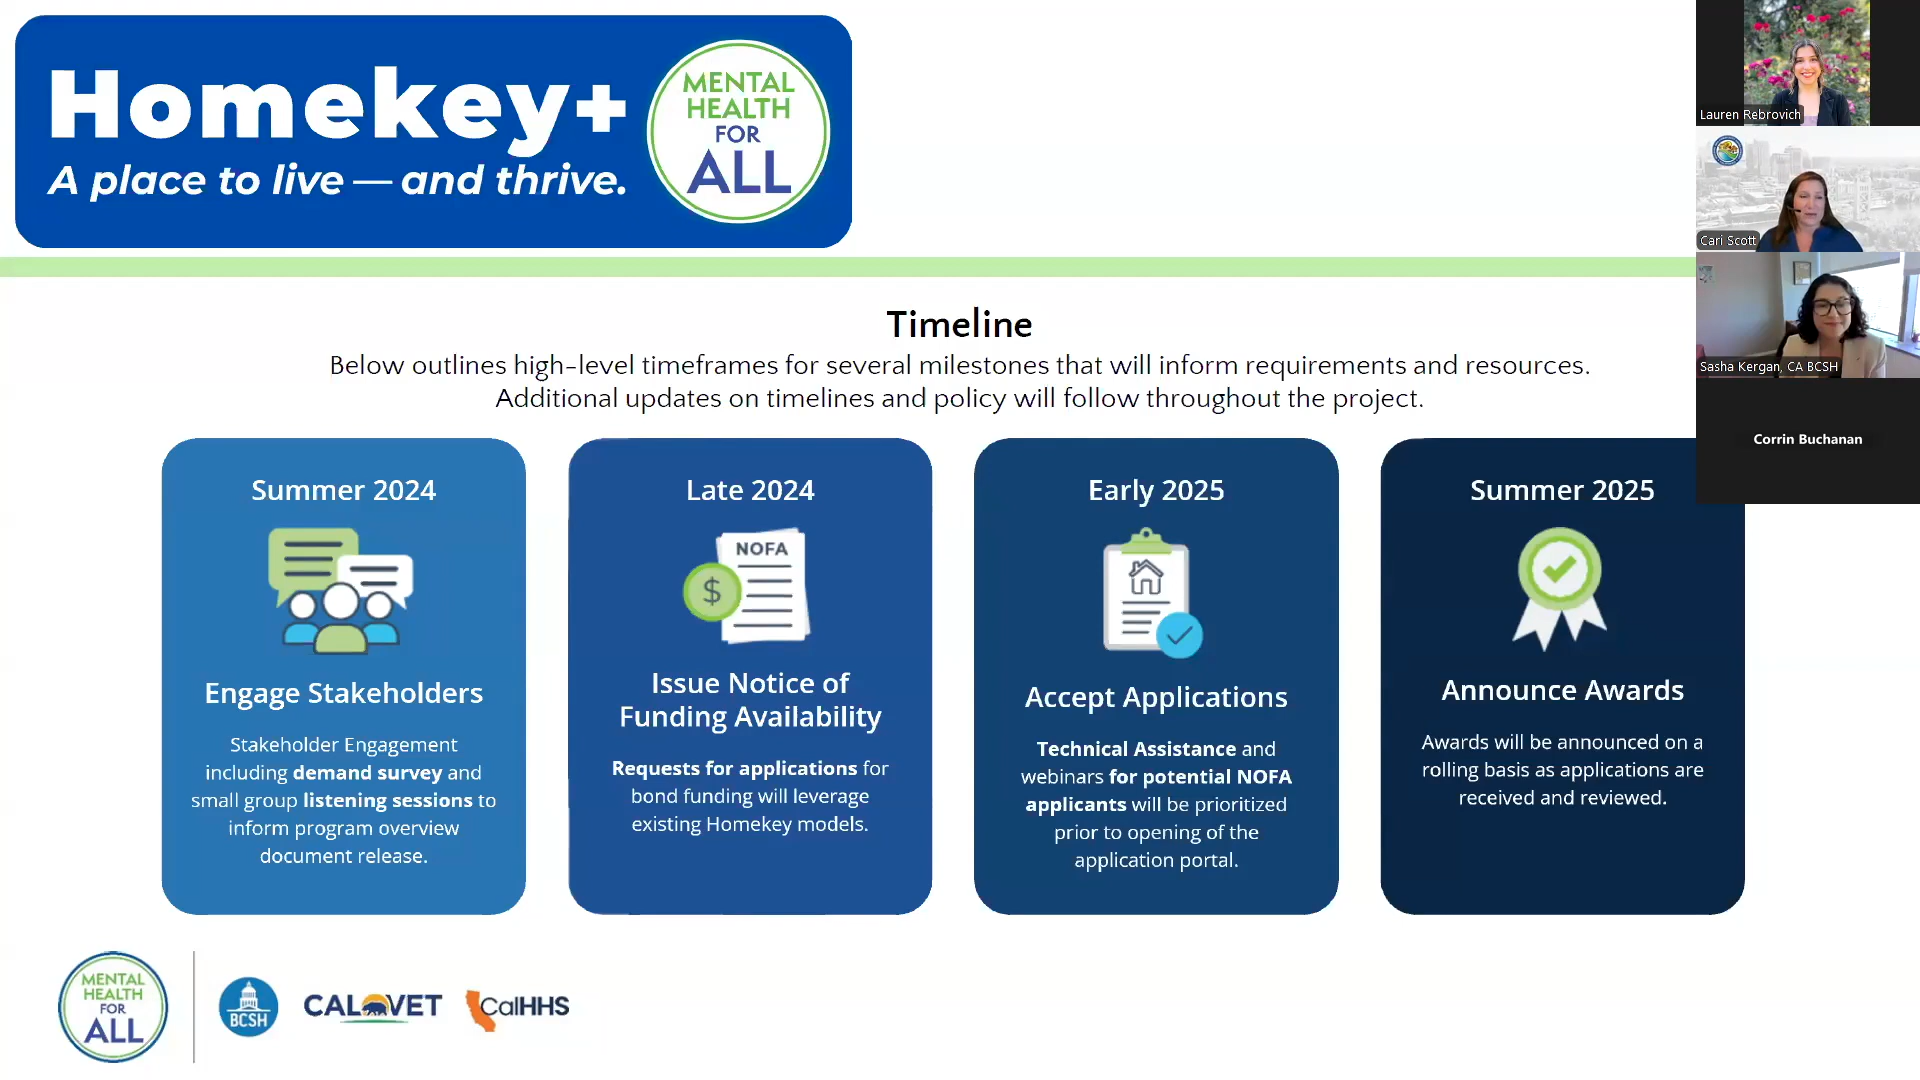 Homekey+
A place to live — and thrive.
MENTAL
HEALTH
FOR
ALL
Lauren Rebrovich
Cari Scott
Sasha Kergan, CA BCSH
Corrin Buchanan
Timeline
Below outlines high-level timeframes for several milestones that will inform requirements and resources.
Additional updates on timelines and policy will follow throughout the project.
Summer 2024
Engage Stakeholders
Stakeholder Engagement
including demand survey and
small group listening sessions to
inform program overview
document release.
Late 2024
NOFA
$
Issue Notice of
Funding Availability
Requests for applications for
bond funding will leverage
existing Homekey models.
Early 2025
Accept Applications
Technical Assistance and
webinars for potential NOFA
applicants will be prioritized
prior to opening of the
application portal.
Summer 2025
Announce Awards
Awards will be announced on a
rolling basis as applications are
received and reviewed.
MENTAL
HEALTH
FOR
ALL
BCSH
CALVET
CalHHS